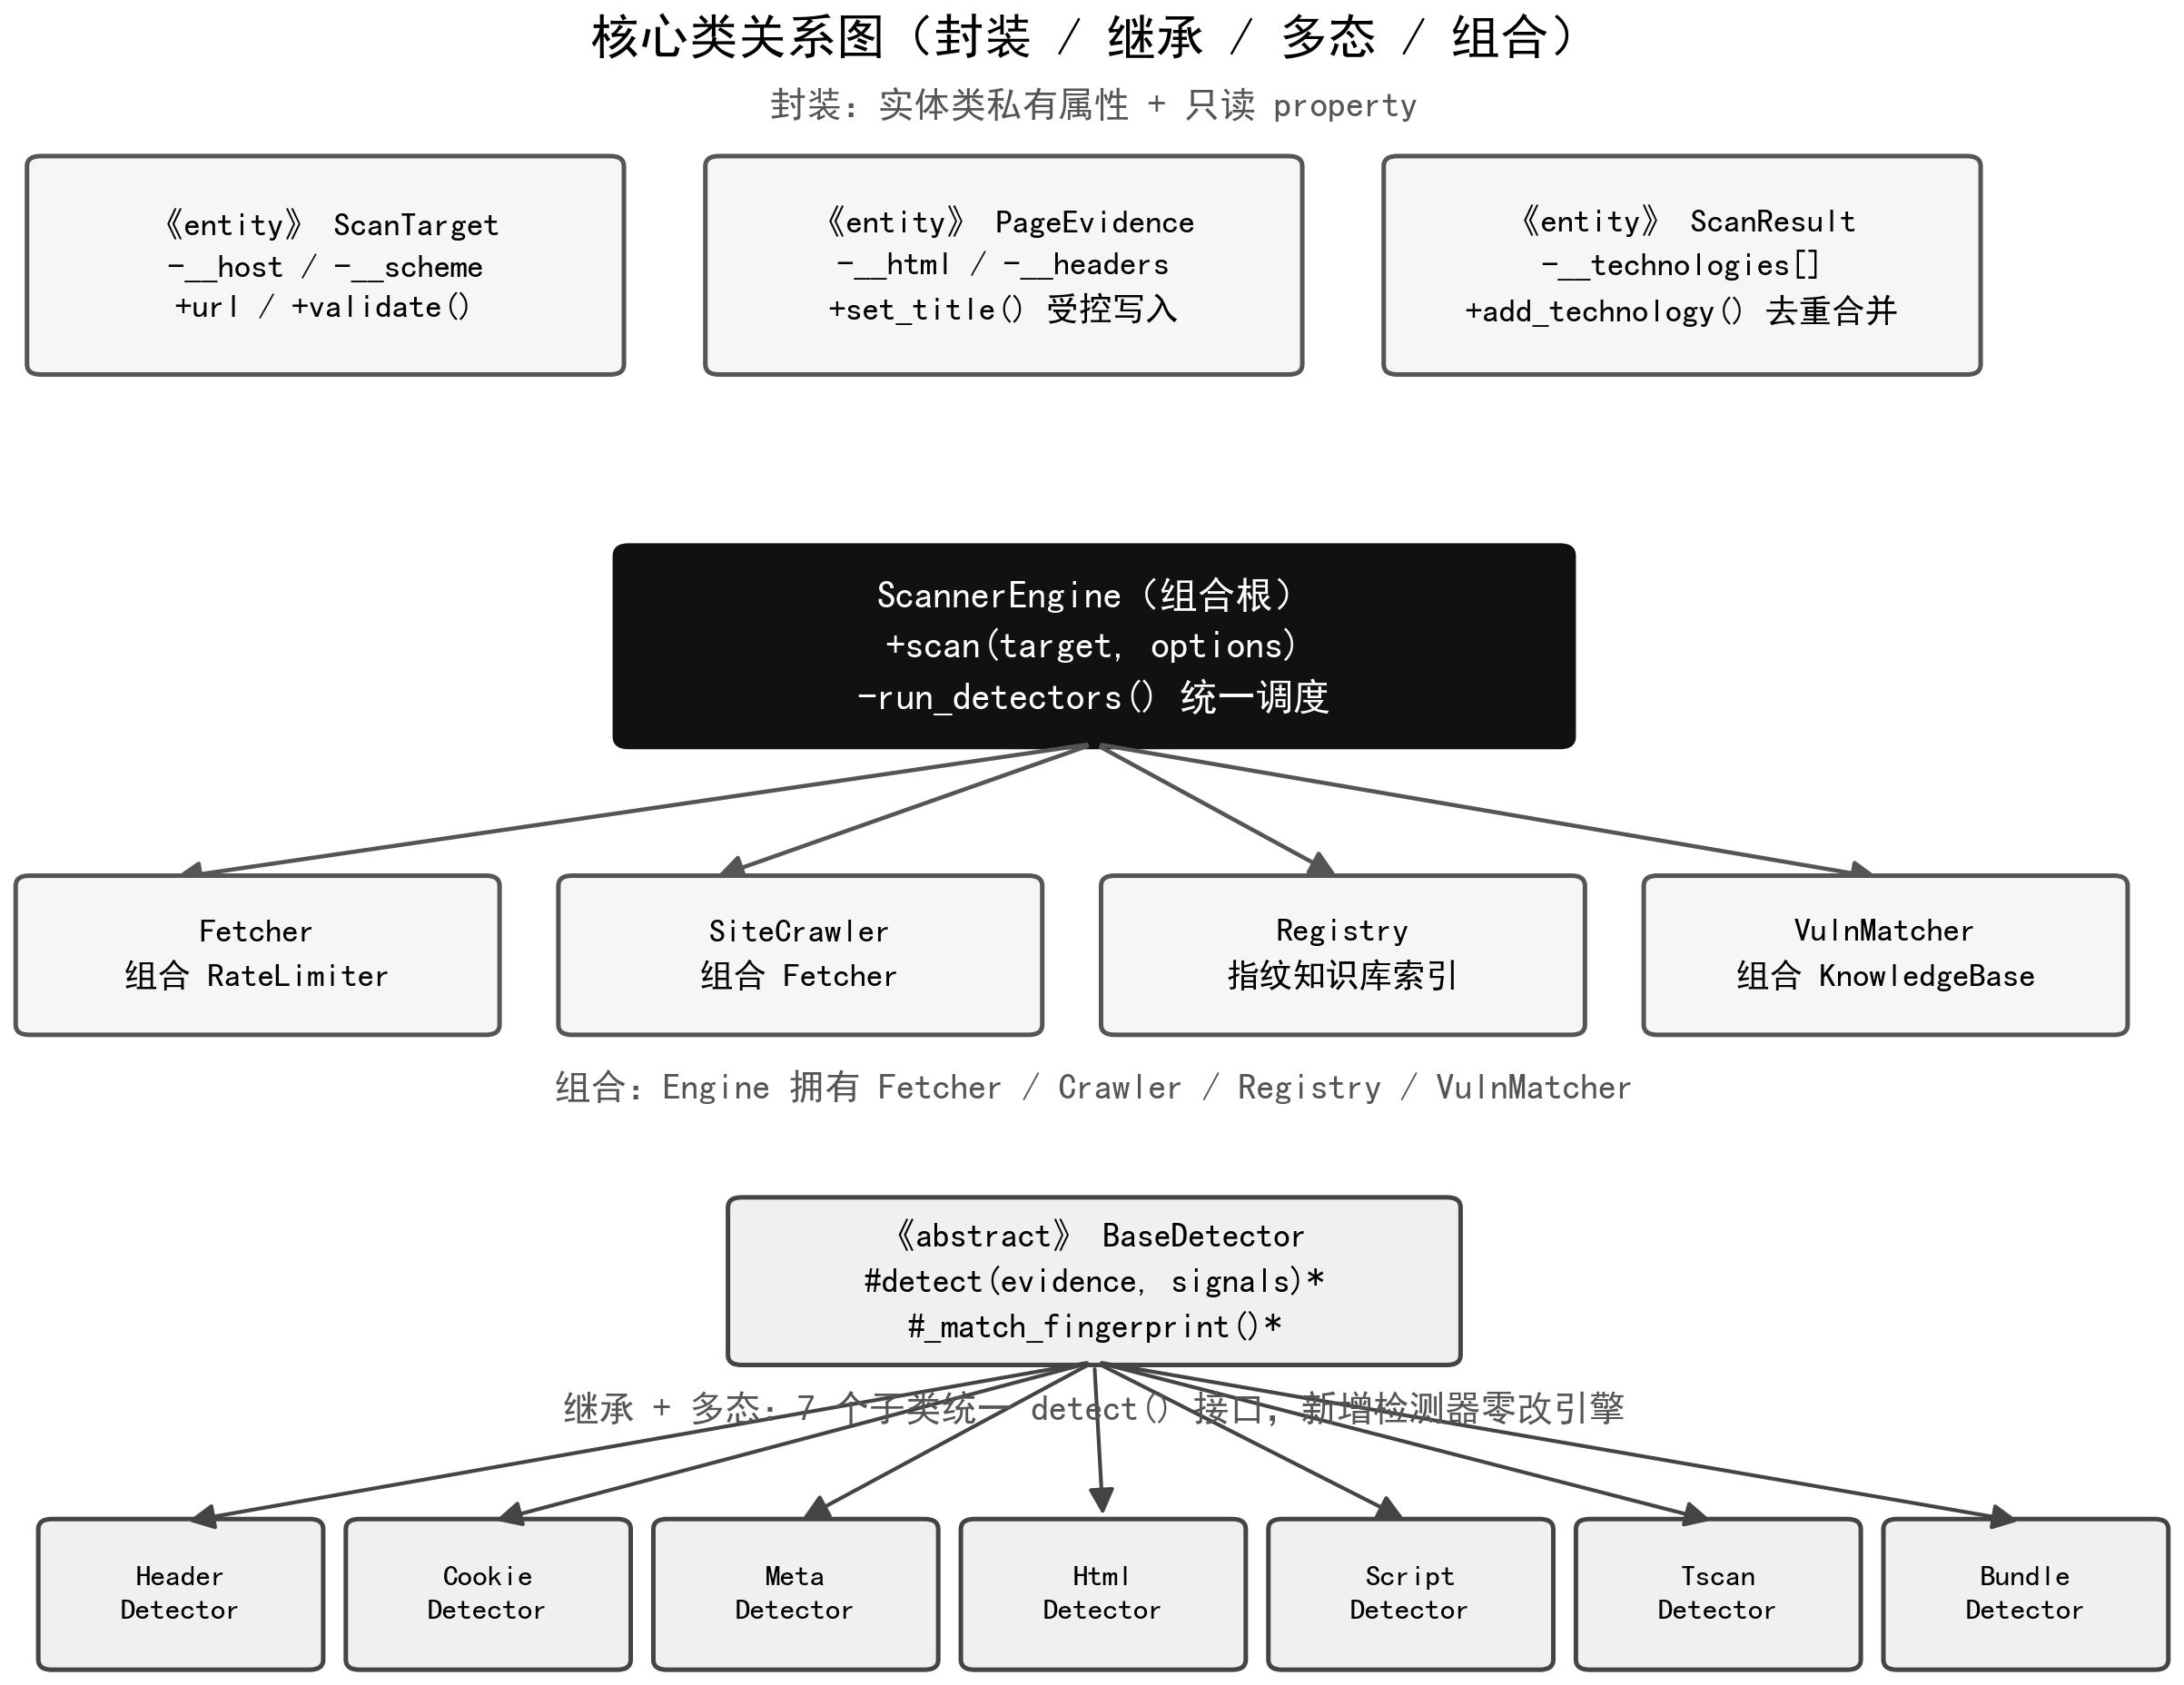 核心类关系图（封装 / 继承 / 多态 / 组合）
封装：实体类私有属性 + 只读 property
《entity》 ScanTarget
-__host / -__scheme
+url / +validate()
《entity》 PageEvidence
-__html / -__headers
+set_title() 受控写入
《entity》 ScanResult
-__technologies[]
+add_technology() 去重合并
ScannerEngine（组合根）
+scan(target, options)
-run_detectors() 统一调度
Fetcher
组合 RateLimiter
SiteCrawler
组合 Fetcher
Registry
指纹知识库索引
VulnMatcher
组合 KnowledgeBase
组合：Engine 拥有 Fetcher / Crawler / Registry / VulnMatcher
《abstract》 BaseDetector
#detect(evidence, signals)*
#_match_fingerprint()*
继承 + 多态：7 个子类统一 detect() 接口，新增检测器零改引擎
Header
Detector
Cookie
Detector
Meta
Detector
Html
Detector
Script
Detector
Tscan
Detector
Bundle
Detector